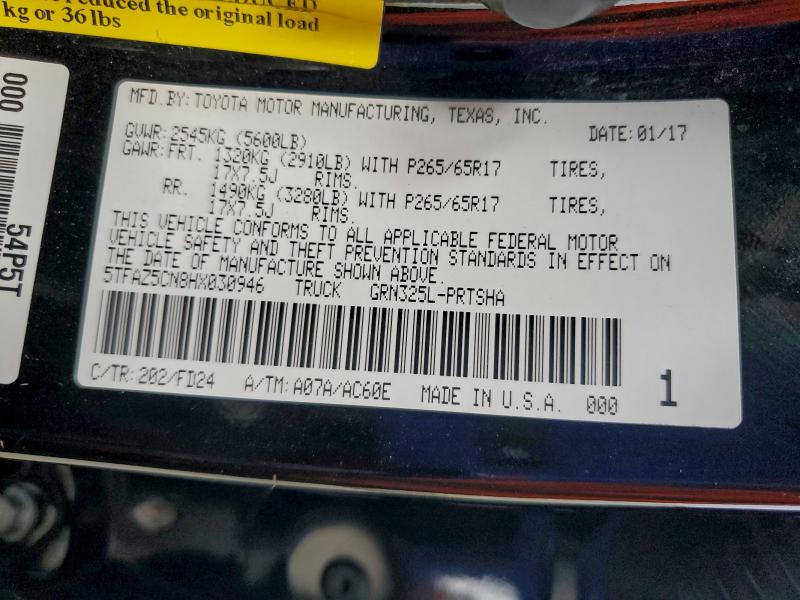 reduced the original load
kg or 36 lbs
000
54P5T
MFD.BY: TOYOTA MOTOR MANUFACTURING, TEXAS, INC.
GVWR: 2545KG (5600LB) DATE: 01/17
GAWR: FRT. 1320KG (2910LB) WITH P265/65R17 TIRES,
17X7.5J RIMS.
RR. 1490KG (3280LB) WITH P265/65R17 TIRES,
17X7.5J RIMS.
THIS VEHICLE CONFORMS TO ALL APPLICABLE FEDERAL MOTOR
VEHICLE SAFETY AND THEFT PREVENTION STANDARDS IN EFFECT ON
THE DATE OF MANUFACTURE SHOWN ABOVE.
5TFAZ5CN8HX030946 TRUCK GRN325L-PRTSHA
C/TR: 202/FD24 A/TM: A07A/AC60E MADE IN U.S.A. 000 1